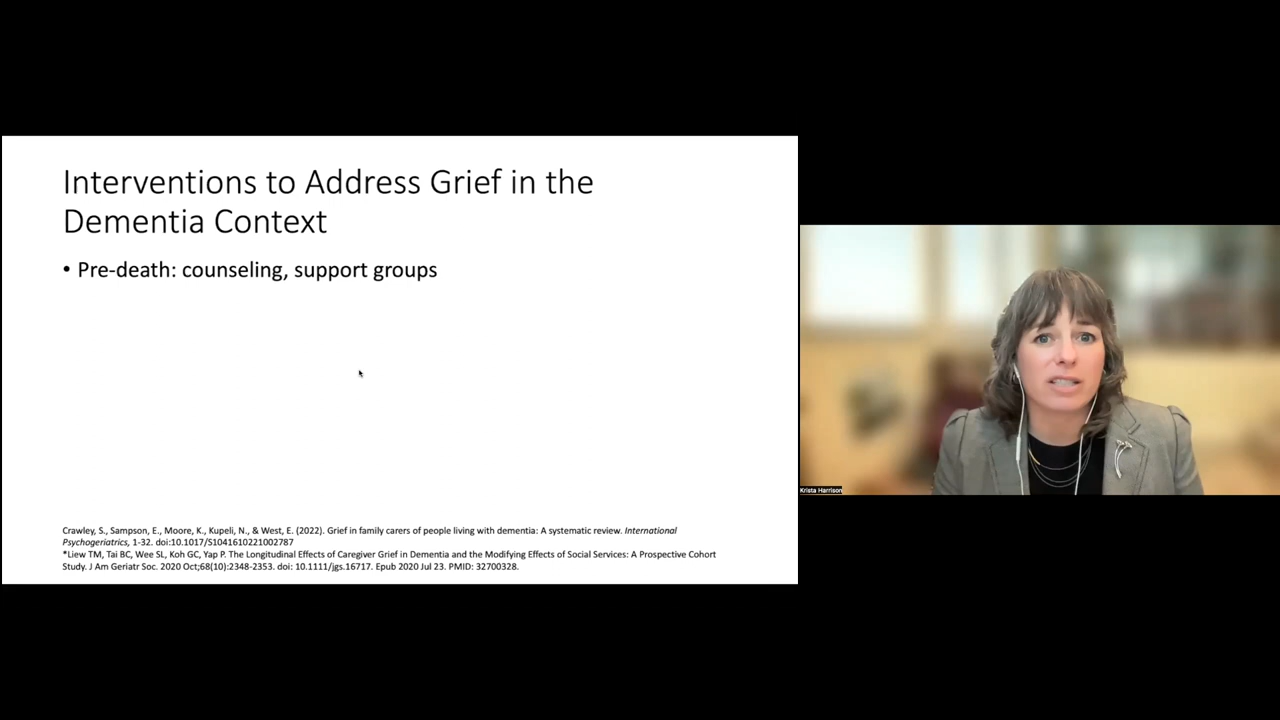 Interventions to Address Grief in the
Dementia Context
• Pre-death: counseling, support groups
Crawley, S., Sampson, E., Moore, K., Kupeli, N., & West, E. (2022). Grief in family carers of people living with dementia: A systematic review. International
Psychogeriatrics, 1-32. doi:10.1017/S1041610221002787
*Liew TM, Tai BC, Wee SL, Koh GC, Yap P. The Longitudinal Effects of Caregiver Grief in Dementia and the Modifying Effects of Social Services: A Prospective Cohort
Study. J Am Geriatr Soc. 2020 Oct;68(10):2348-2353. doi: 10.1111/jgs.16717. Epub 2020 Jul 23. PMID: 32700328.
Krista Harrison